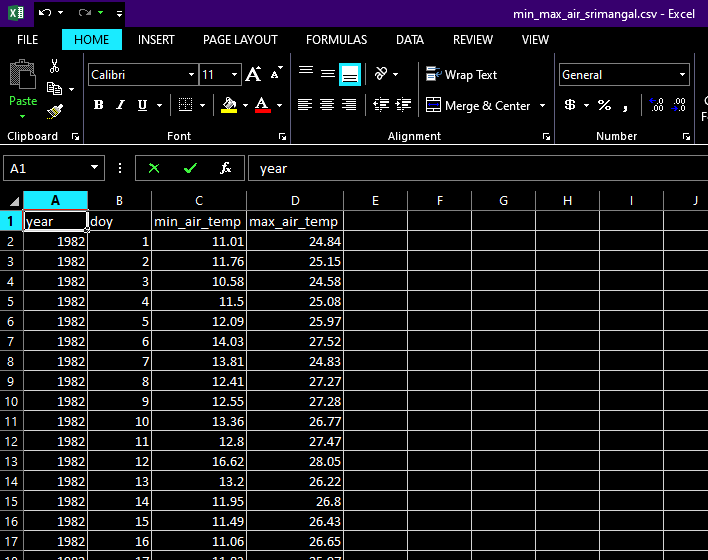 min_max_air_srimangal.csv - Excel
FILE HOME INSERT PAGE LAYOUT FORMULAS DATA REVIEW VIEW
Calibri 11 Wrap Text General
Paste B I U A Merge & Center $ % ,
Clipboard Font Alignment Number
A1 fx year
A B C D E F G H I J
1 year doy min_air_temp max_air_temp
2 1982 1 11.01 24.84
3 1982 2 11.76 25.15
4 1982 3 10.58 24.58
5 1982 4 11.5 25.08
6 1982 5 12.09 25.97
7 1982 6 14.03 27.52
8 1982 7 13.81 24.83
9 1982 8 12.41 27.27
10 1982 9 12.55 27.28
11 1982 10 13.36 26.77
12 1982 11 12.8 27.47
13 1982 12 16.62 28.05
14 1982 13 13.2 26.22
15 1982 14 11.95 26.8
16 1982 15 11.49 26.43
17 1982 16 11.06 26.65